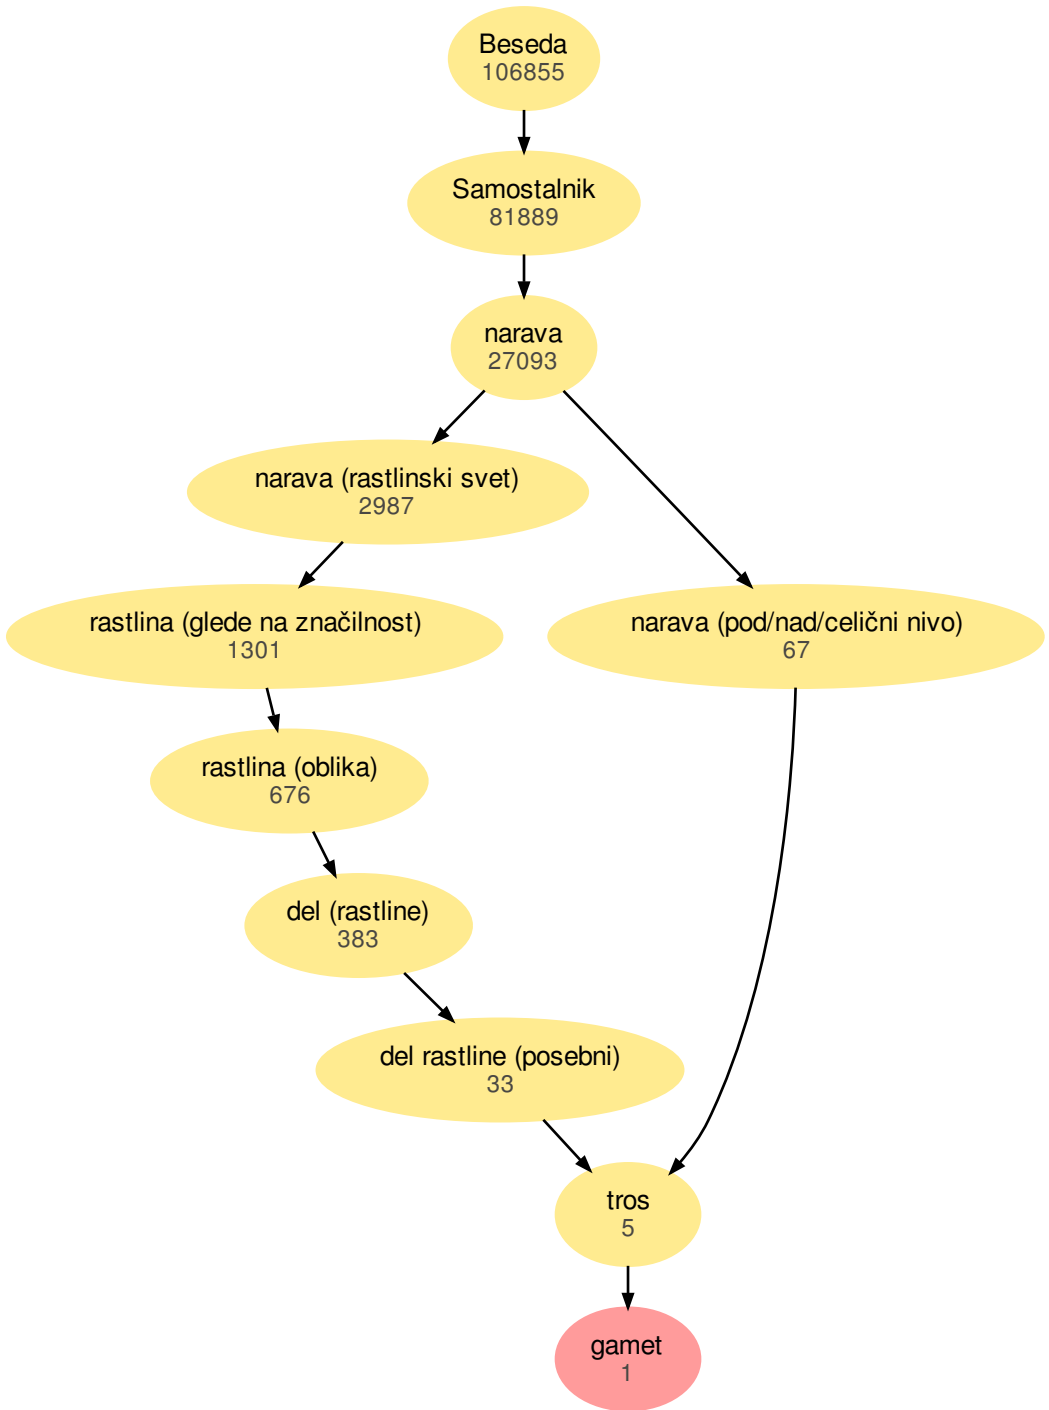 Beseda
106855
Samostalnik
81889
narava
27093
narava (rastlinski svet)
2987
rastlina (glede na značilnost)
1301
narava (pod/nad/celični nivo)
67
rastlina (oblika)
676
del (rastline)
383
del rastline (posebni)
33
tros
5
gamet
1